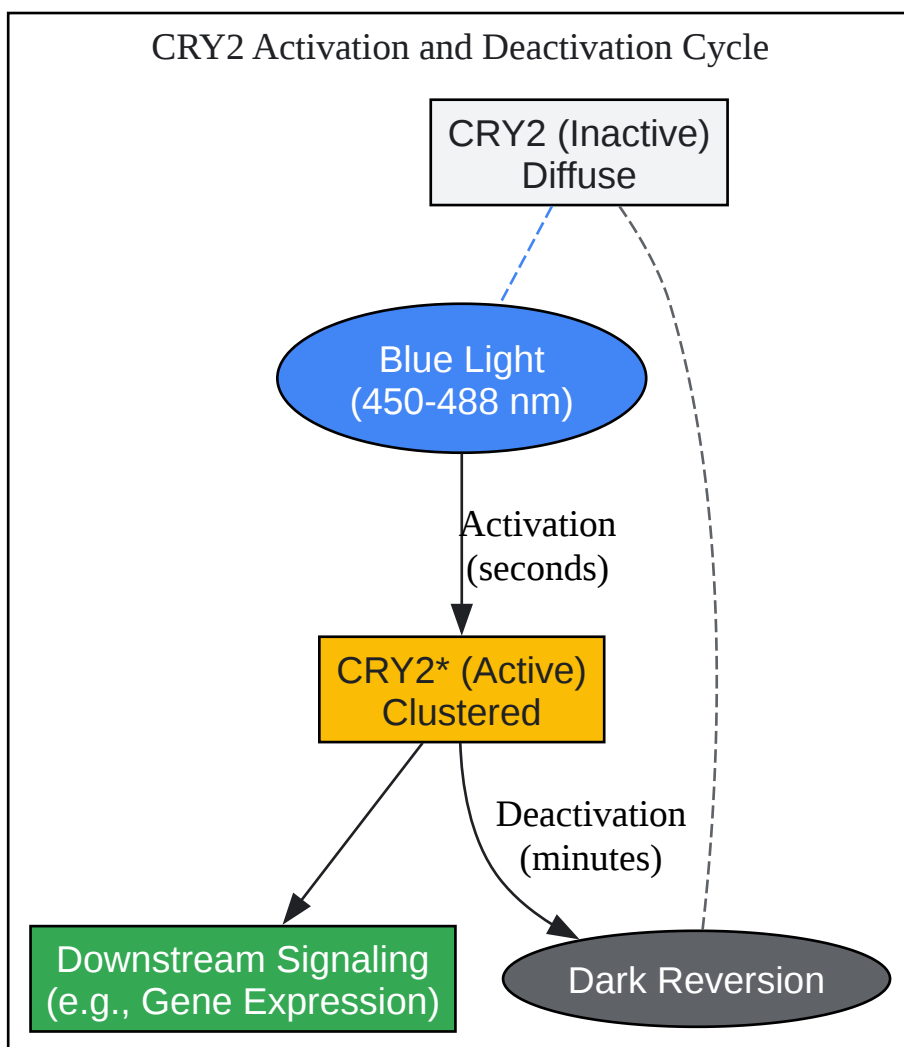 CRY2 Activation and Deactivation Cycle
CRY2 (Inactive)
Diffuse
Blue Light
(450-488 nm)
Activation
(seconds)
CRY2* (Active)
Clustered
Deactivation
(minutes)
Downstream Signaling
(e.g., Gene Expression)
Dark Reversion